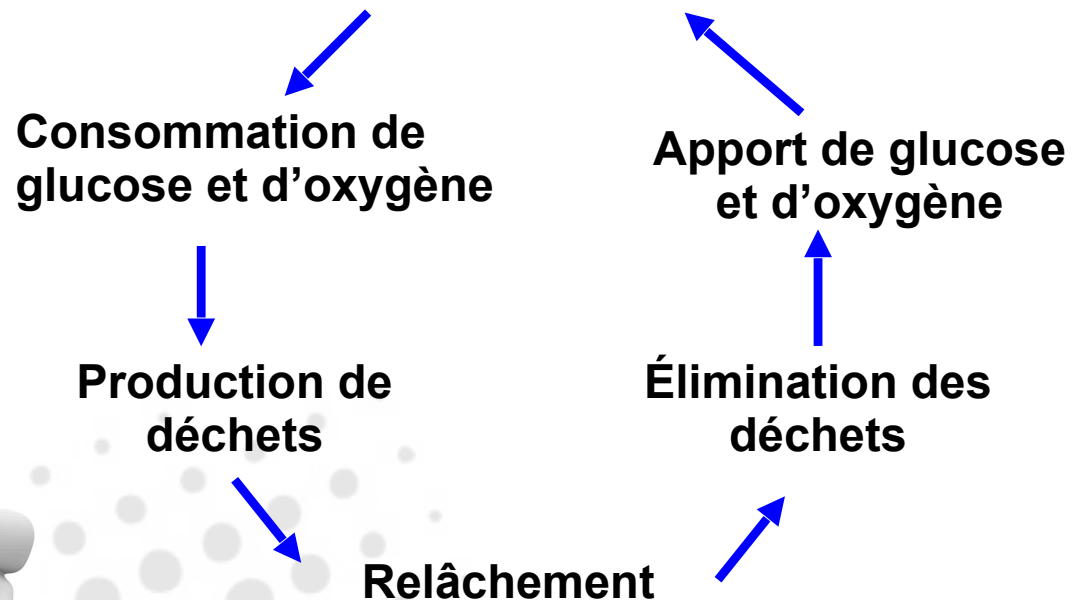 Consommation de
glucose et d’oxygène
Apport de glucose
et d’oxygène
Production de
déchets
Élimination des
déchets
Relâchement